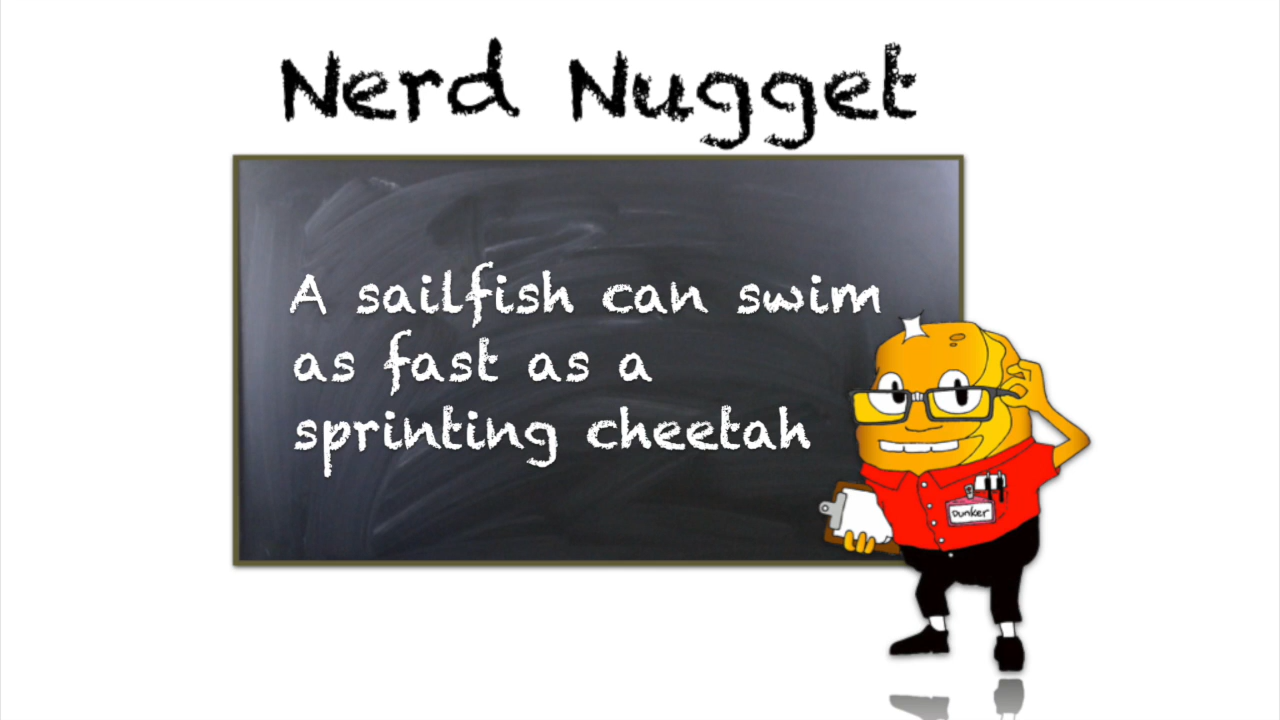 Nerd Nugget
A sailfish can swim
as fast as a
sprinting cheetah
Dunker